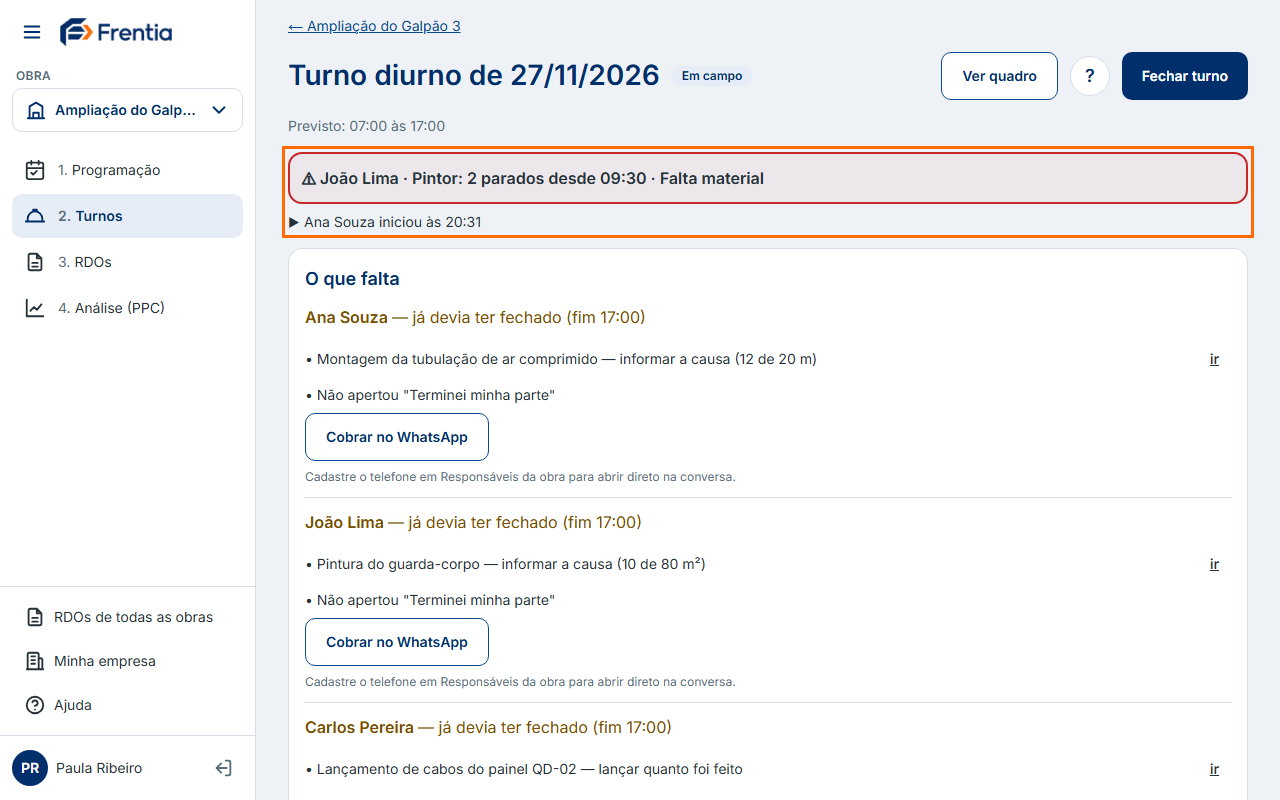 Frentia
← Ampliação do Galpão 3
OBRA
Ampliação do Galp...
1. Programação
2. Turnos
3. RDOs
4. Análise (PPC)
RDOs de todas as obras
Minha empresa
Ajuda
PR Paula Ribeiro
Turno diurno de 27/11/2026 Em campo Ver quadro ? Fechar turno
Previsto: 07:00 às 17:00
⚠ João Lima · Pintor: 2 parados desde 09:30 · Falta material
▶ Ana Souza iniciou às 20:31
O que falta
Ana Souza — já devia ter fechado (fim 17:00)
• Montagem da tubulação de ar comprimido — informar a causa (12 de 20 m) ir
• Não apertou "Terminei minha parte"
Cobrar no WhatsApp
Cadastre o telefone em Responsáveis da obra para abrir direto na conversa.
João Lima — já devia ter fechado (fim 17:00)
• Pintura do guarda-corpo — informar a causa (10 de 80 m²) ir
• Não apertou "Terminei minha parte"
Cobrar no WhatsApp
Cadastre o telefone em Responsáveis da obra para abrir direto na conversa.
Carlos Pereira — já devia ter fechado (fim 17:00)
• Lançamento de cabos do painel QD-02 — lançar quanto foi feito ir